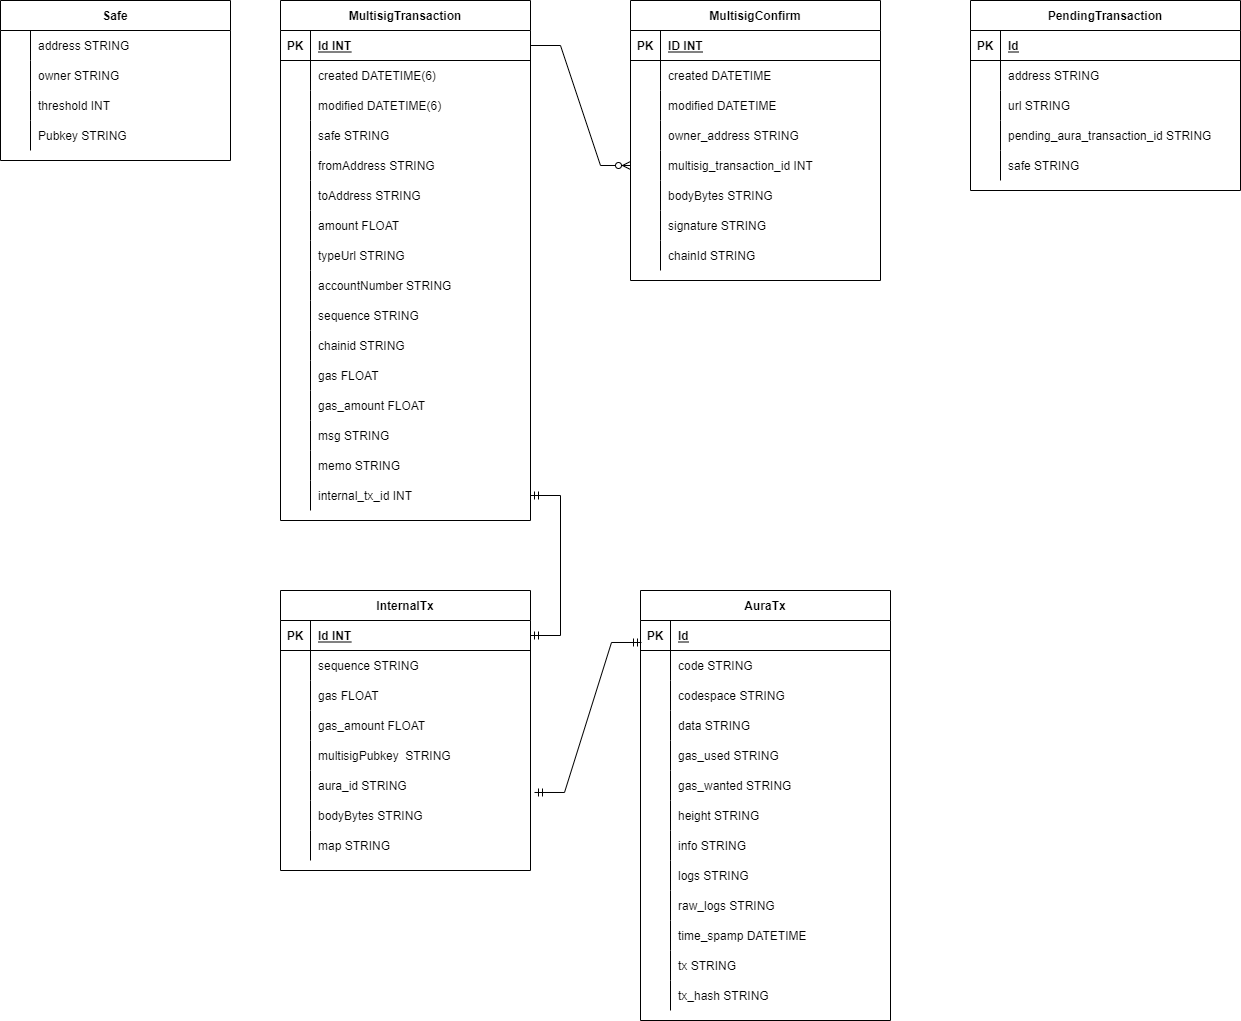 Safe
address STRING
owner STRING
threshold INT
Pubkey STRING
MultisigTransaction
PK Id INT
created DATETIME(6)
modified DATETIME(6)
safe STRING
fromAddress STRING
toAddress STRING
amount FLOAT
typeUrl STRING
accountNumber STRING
sequence STRING
chainid STRING
gas FLOAT
gas_amount FLOAT
msg STRING
memo STRING
internal_tx_id INT
MultisigConfirm
PK ID INT
created DATETIME
modified DATETIME
owner_address STRING
multisig_transaction_id INT
bodyBytes STRING
signature STRING
chainId STRING
PendingTransaction
PK Id
address STRING
url STRING
pending_aura_transaction_id STRING
safe STRING
InternalTx
PK Id INT
sequence STRING
gas FLOAT
gas_amount FLOAT
multisigPubkey  STRING
aura_id STRING
bodyBytes STRING
map STRING
AuraTx
PK Id
code STRING
codespace STRING
data STRING
gas_used STRING
gas_wanted STRING
height STRING
info STRING
logs STRING
raw_logs STRING
time_spamp DATETIME
tx STRING
tx_hash STRING